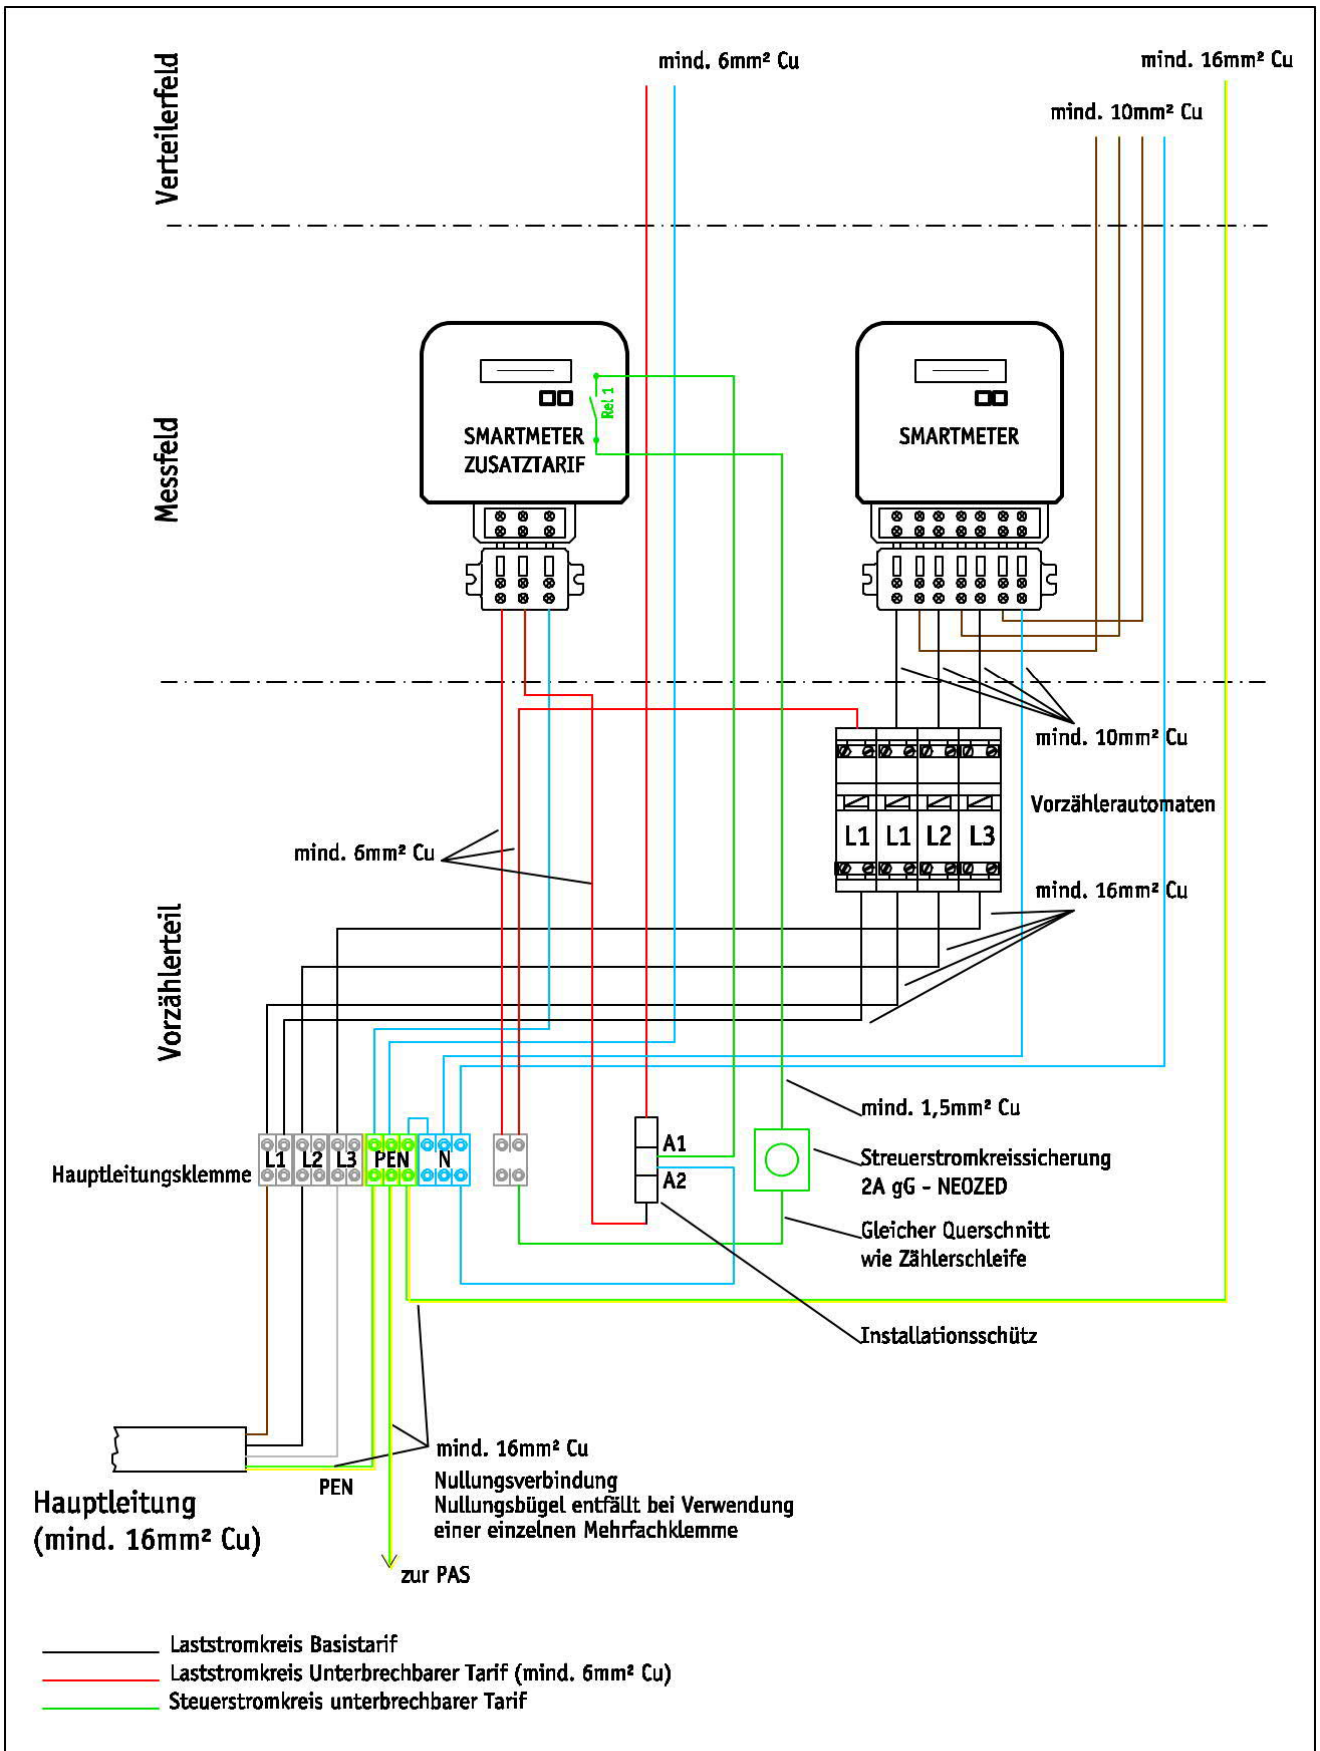 mind. 6mm² Cu
mind. 16mm² Cu
mind. 10mm² Cu
Verteilerfeld
Messfeld
Rel 1
SMARTMETER
ZUSATZTARIF
SMARTMETER
mind. 10mm² Cu
Vorzählerautomaten
L1 L1 L2 L3
mind. 6mm² Cu
mind. 16mm² Cu
Vorzählerteil
mind. 1,5mm² Cu
Hauptleitungsklemme
L1 L2 L3 PEN N
A1
A2
Streuerstromkreissicherung
2A gG - NEOZED
Gleicher Querschnitt
wie Zählerschleife
Installationsschütz
mind. 16mm² Cu
PEN
Nullungsverbindung
Nullungsbügel entfällt bei Verwendung
einer einzelnen Mehrfachklemme
Hauptleitung
(mind. 16mm² Cu)
zur PAS
Laststromkreis Basistarif
Laststromkreis Unterbrechbarer Tarif (mind. 6mm² Cu)
Steuerstromkreis unterbrechbarer Tarif